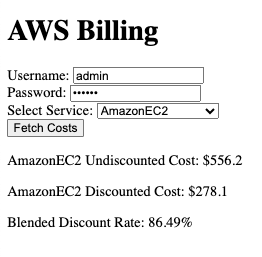 AWS Billing
Username: admin
Password: ••••••
Select Service: AmazonEC2
Fetch Costs
AmazonEC2 Undiscounted Cost: $556.2
AmazonEC2 Discounted Cost: $278.1
Blended Discount Rate: 86.49%